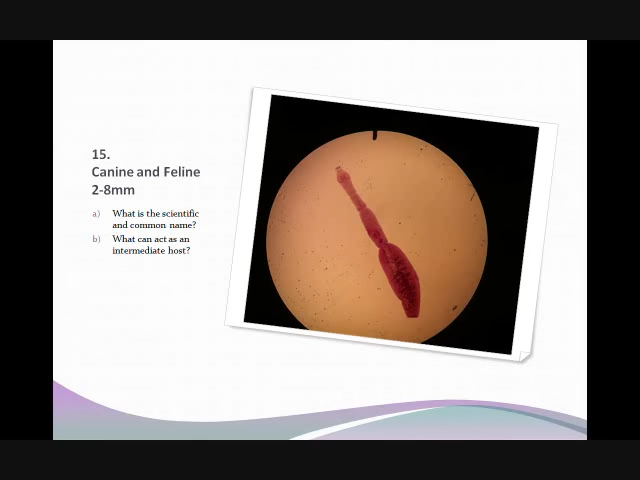 15.
Canine and Feline
2-8mm
a) What is the scientific
and common name?
b) What can act as an
intermediate host?